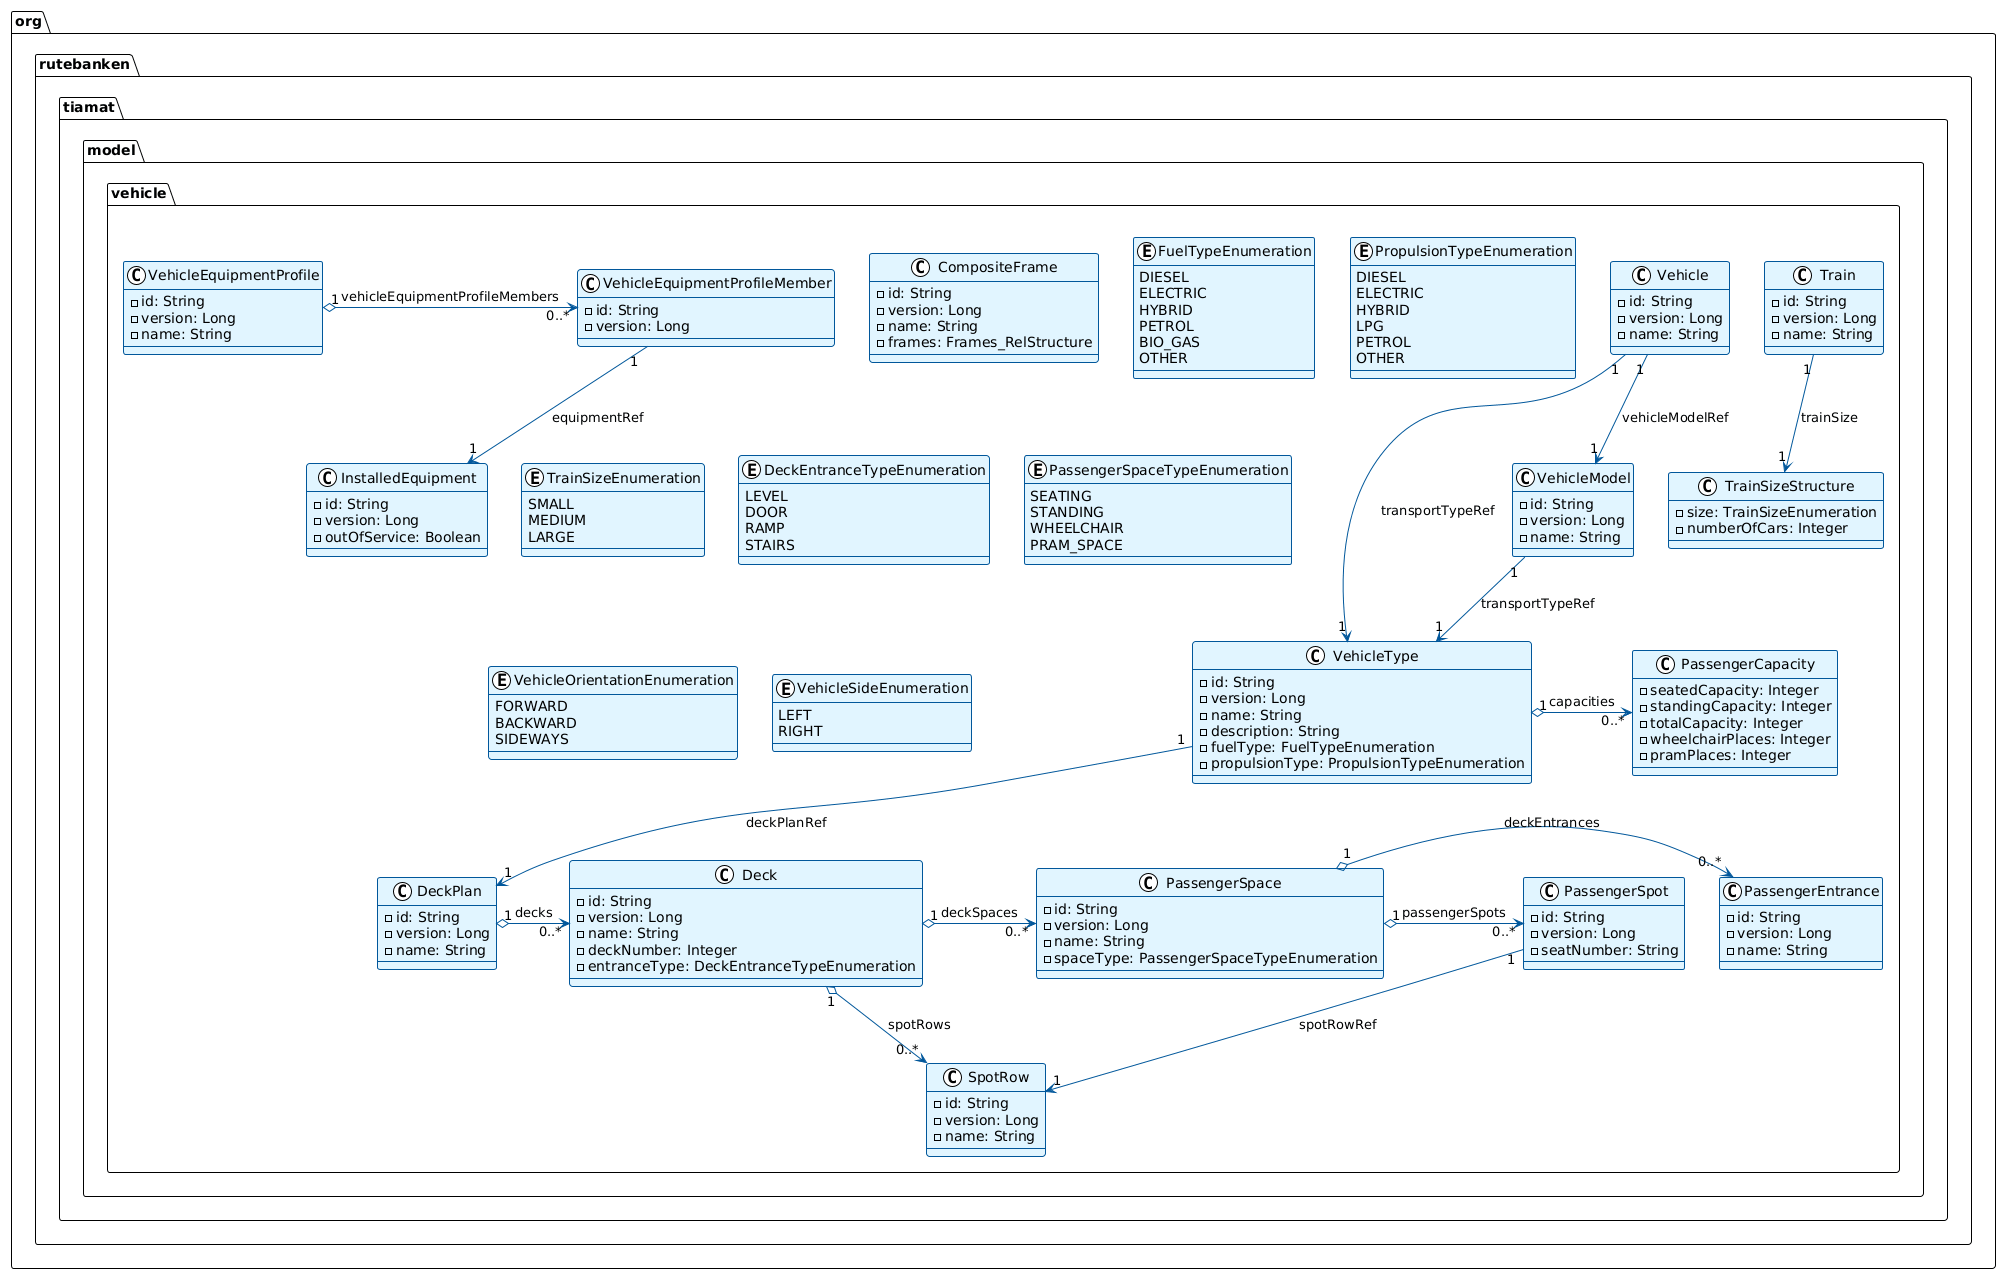 org
rutebanken
tiamat
model
vehicle
C VehicleEquipmentProfile
id: String
version: Long
name: String
1
vehicleEquipmentProfileMembers
0..*
C VehicleEquipmentProfileMember
id: String
version: Long
C CompositeFrame
id: String
version: Long
name: String
frames: Frames_RelStructure
E FuelTypeEnumeration
DIESEL
ELECTRIC
HYBRID
PETROL
BIO_GAS
OTHER
E PropulsionTypeEnumeration
DIESEL
ELECTRIC
HYBRID
LPG
PETROL
OTHER
C Vehicle
id: String
version: Long
name: String
C Train
id: String
version: Long
name: String
1
equipmentRef
1
1
transportTypeRef
1
1
vehicleModelRef
1
1
trainSize
1
C InstalledEquipment
id: String
version: Long
outOfService: Boolean
E TrainSizeEnumeration
SMALL
MEDIUM
LARGE
E DeckEntranceTypeEnumeration
LEVEL
DOOR
RAMP
STAIRS
E PassengerSpaceTypeEnumeration
SEATING
STANDING
WHEELCHAIR
PRAM_SPACE
C VehicleModel
id: String
version: Long
name: String
C TrainSizeStructure
size: TrainSizeEnumeration
numberOfCars: Integer
1
transportTypeRef
1
E VehicleOrientationEnumeration
FORWARD
BACKWARD
SIDEWAYS
E VehicleSideEnumeration
LEFT
RIGHT
C VehicleType
id: String
version: Long
name: String
description: String
fuelType: FuelTypeEnumeration
propulsionType: PropulsionTypeEnumeration
1
capacities
0..*
C PassengerCapacity
seatedCapacity: Integer
standingCapacity: Integer
totalCapacity: Integer
wheelchairPlaces: Integer
pramPlaces: Integer
1
deckPlanRef
1
C DeckPlan
id: String
version: Long
name: String
1
decks
0..*
C Deck
id: String
version: Long
name: String
deckNumber: Integer
entranceType: DeckEntranceTypeEnumeration
1
deckSpaces
0..*
C PassengerSpace
id: String
version: Long
name: String
spaceType: PassengerSpaceTypeEnumeration
1
deckEntrances
0..*
1
passengerSpots
0..*
C PassengerSpot
id: String
version: Long
seatNumber: String
C PassengerEntrance
id: String
version: Long
name: String
1
spotRows
0..*
1
spotRowRef
1
C SpotRow
id: String
version: Long
name: String